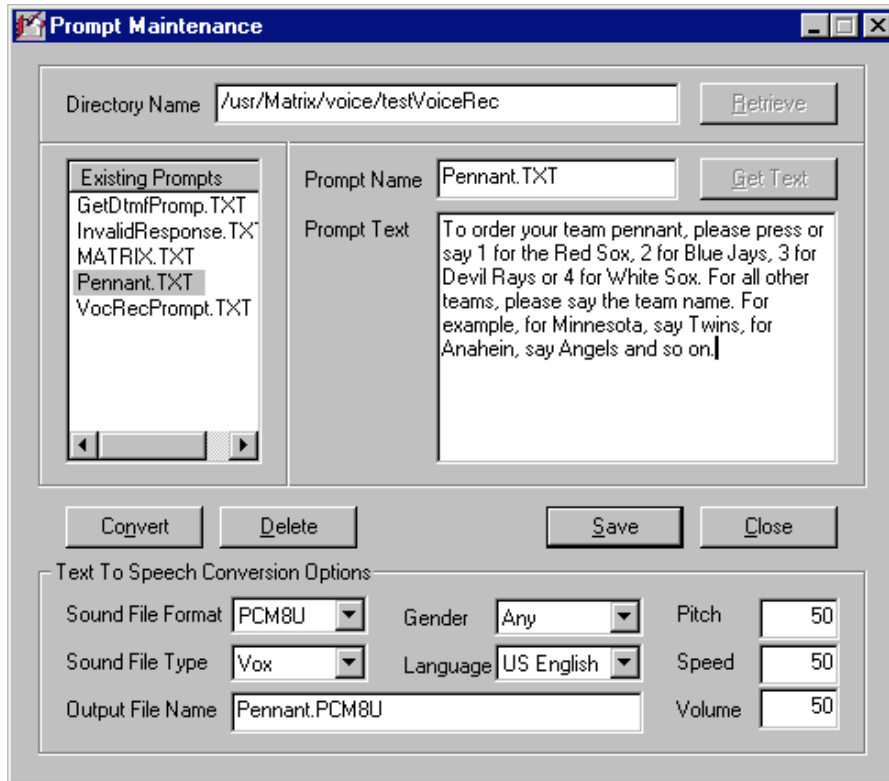 Prompt Maintenance
Directory Name /usr/Matrix/voice/testVoiceRec Retrieve
Existing Prompts
GetDtmfPromp.TXT
InvalidResponse.TX
MATRIX.TXT
Pennant.TXT
VocRecPrompt.TXT
Prompt Name Pennant.TXT Get Text
Prompt Text
To order your team pennant, please press or
say 1 for the Red Sox, 2 for Blue Jays, 3 for
Devil Rays or 4 for White Sox. For all other
teams, please say the team name. For
example, for Minnesota, say Twins, for
Anahein, say Angels and so on.
Convert Delete Save Close
Text To Speech Conversion Options
Sound File Format PCM8U Gender Any Pitch 50
Sound File Type Vox Language US English Speed 50
Output File Name Pennant.PCM8U Volume 50